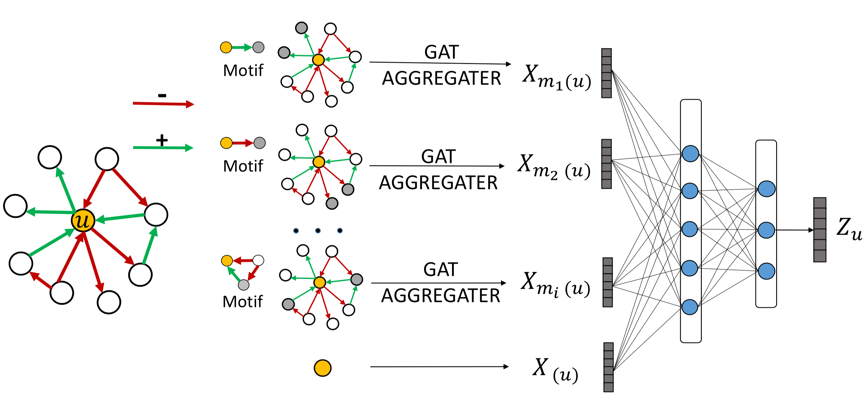 -
+
u
Motif
GAT
AGGREGATER
X_{m_1(u)}
Motif
GAT
AGGREGATER
X_{m_2(u)}
• • •
Motif
GAT
AGGREGATER
X_{m_i(u)}
X_{(u)}
Z_u